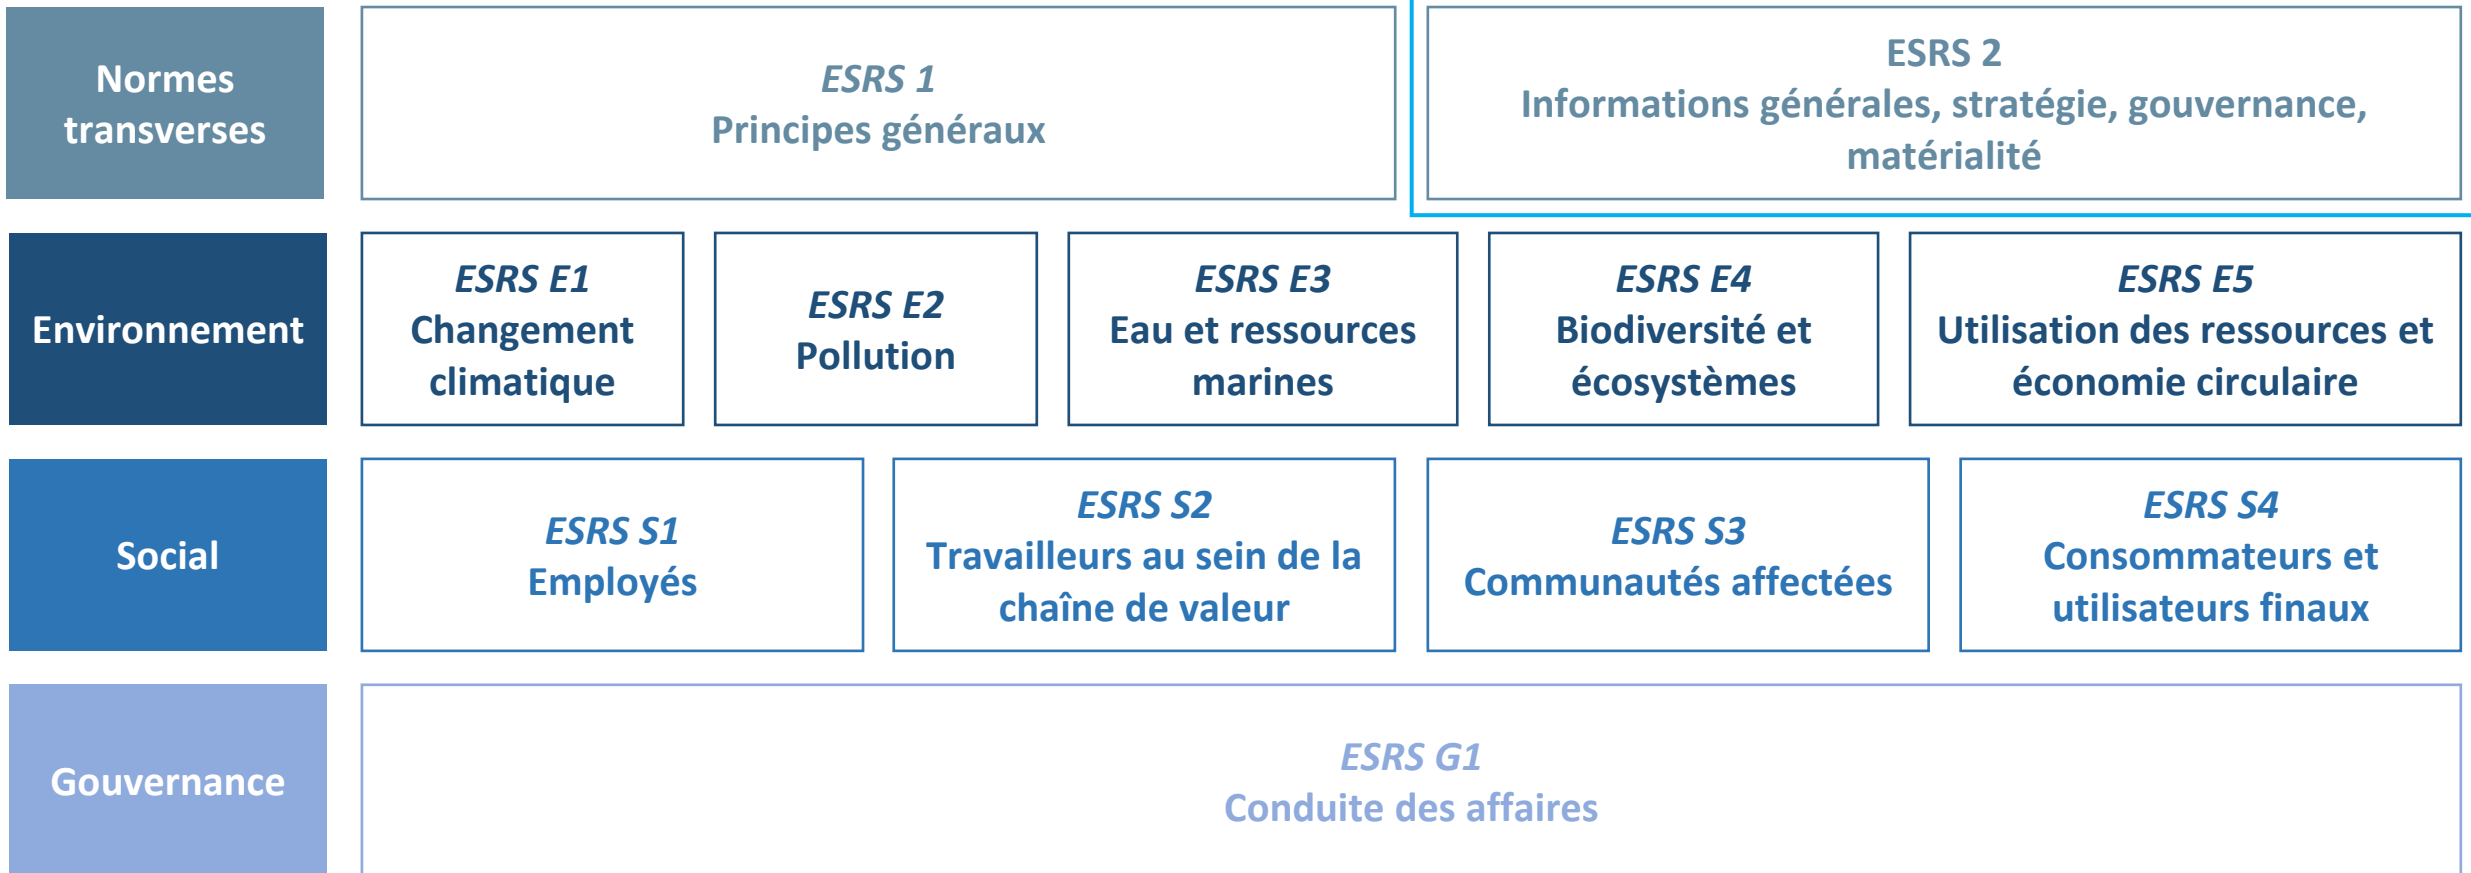 Normes
transverses
ESRS 1
Principes généraux
ESRS 2
Informations générales, stratégie, gouvernance,
matérialité
Environnement
ESRS E1
Changement
climatique
ESRS E2
Pollution
ESRS E3
Eau et ressources
marines
ESRS E4
Biodiversité et
écosystèmes
ESRS E5
Utilisation des ressources et
économie circulaire
Social
ESRS S1
Employés
ESRS S2
Travailleurs au sein de la
chaîne de valeur
ESRS S3
Communautés affectées
ESRS S4
Consommateurs et
utilisateurs finaux
Gouvernance
ESRS G1
Conduite des affaires